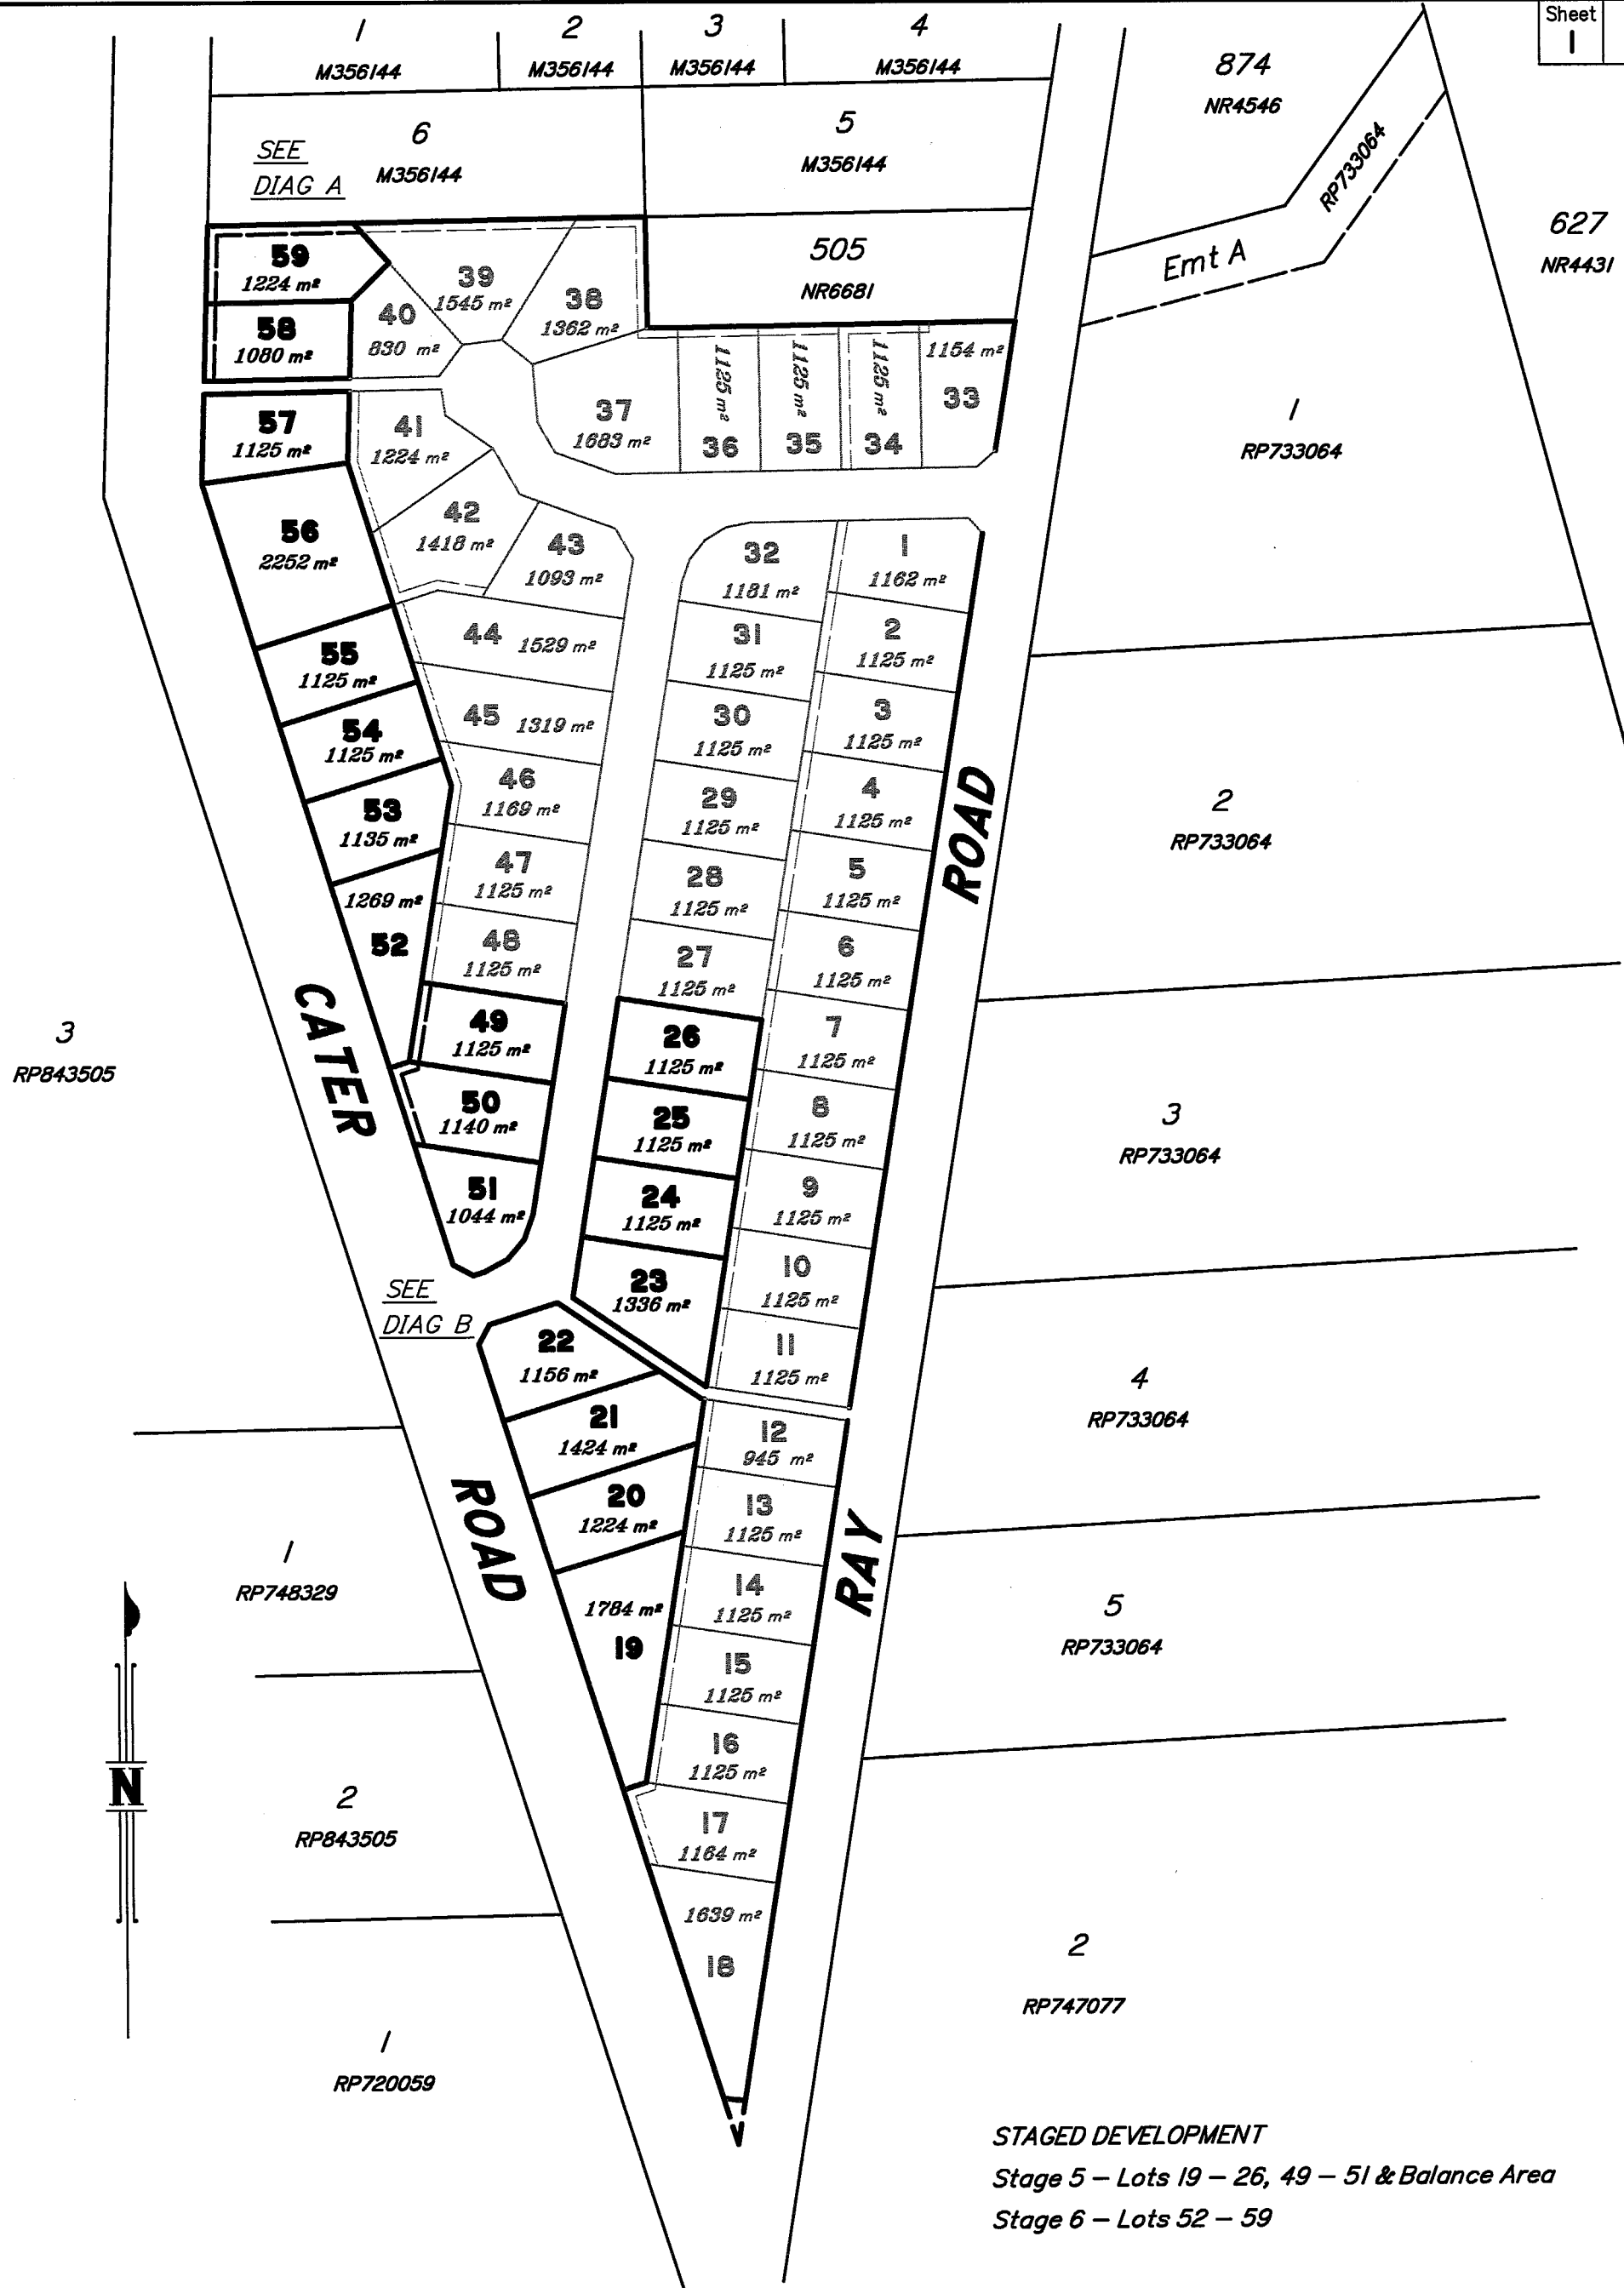 Sheet
1
1
M356144
2
M356144
3
M356144
4
M356144
874
NR4546
RP733064
Emt A
627
NR4431
SEE
DIAG A
6
M356144
5
M356144
505
NR6681
59
1224 m²
58
1080 m²
40
830 m²
39
1545 m²
38
1362 m²
37
1683 m²
1125 m²
36
1125 m²
35
1125 m²
34
1154 m²
33
1
RP733064
57
1125 m²
41
1224 m²
56
2252 m²
42
1418 m²
43
1093 m²
32
1181 m²
1
1162 m²
55
1125 m²
44 1529 m²
31
1125 m²
2
1125 m²
54
1125 m²
45 1319 m²
30
1125 m²
3
1125 m²
53
1135 m²
46
1169 m²
29
1125 m²
4
1125 m²
ROAD
2
RP733064
1269 m²
52
47
1125 m²
28
1125 m²
5
1125 m²
48
1125 m²
27
1125 m²
6
1125 m²
3
RP843505
CATER
49
1125 m²
26
1125 m²
7
1125 m²
50
1140 m²
25
1125 m²
8
1125 m²
3
RP733064
51
1044 m²
24
1125 m²
9
1125 m²
SEE
DIAG B
23
1336 m²
10
1125 m²
22
1156 m²
11
1125 m²
4
RP733064
21
1424 m²
12
945 m²
20
1224 m²
13
1125 m²
ROAD
RAY
1
RP748329
1784 m²
19
14
1125 m²
5
RP733064
15
1125 m²
16
1125 m²
N
2
RP843505
17
1164 m²
1639 m²
18
2
RP747077
1
RP720059
STAGED DEVELOPMENT
Stage 5 – Lots 19 – 26, 49 – 51 & Balance Area
Stage 6 – Lots 52 – 59